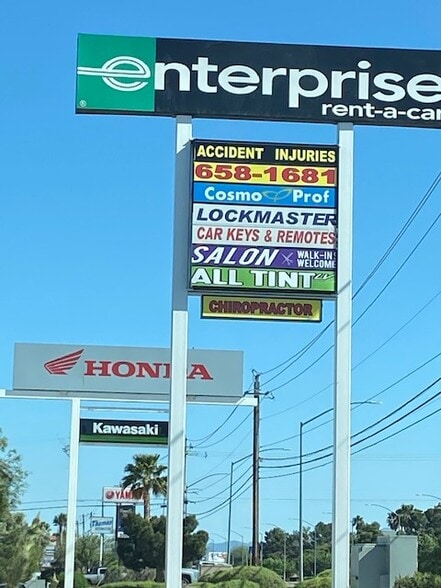 enterprise
rent-a-car
ACCIDENT INJURIES
658-1681
Cosmo Prof
LOCKMASTER
CAR KEYS & REMOTES
SALON WALK-INS
WELCOME
ALL TINT
CHIROPRACTOR
HONDA
Kawasaki
YAMA